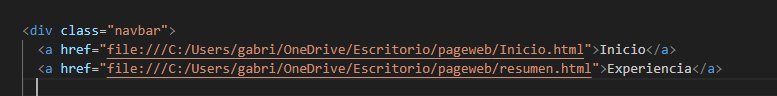 <div class="navbar">
<a href="file:///C:/Users/gabri/OneDrive/Escritorio/pageweb/Inicio.html">Inicio</a>
<a href="file:///C:/Users/gabri/OneDrive/Escritorio/pageweb/resumen.html">Experiencia</a>